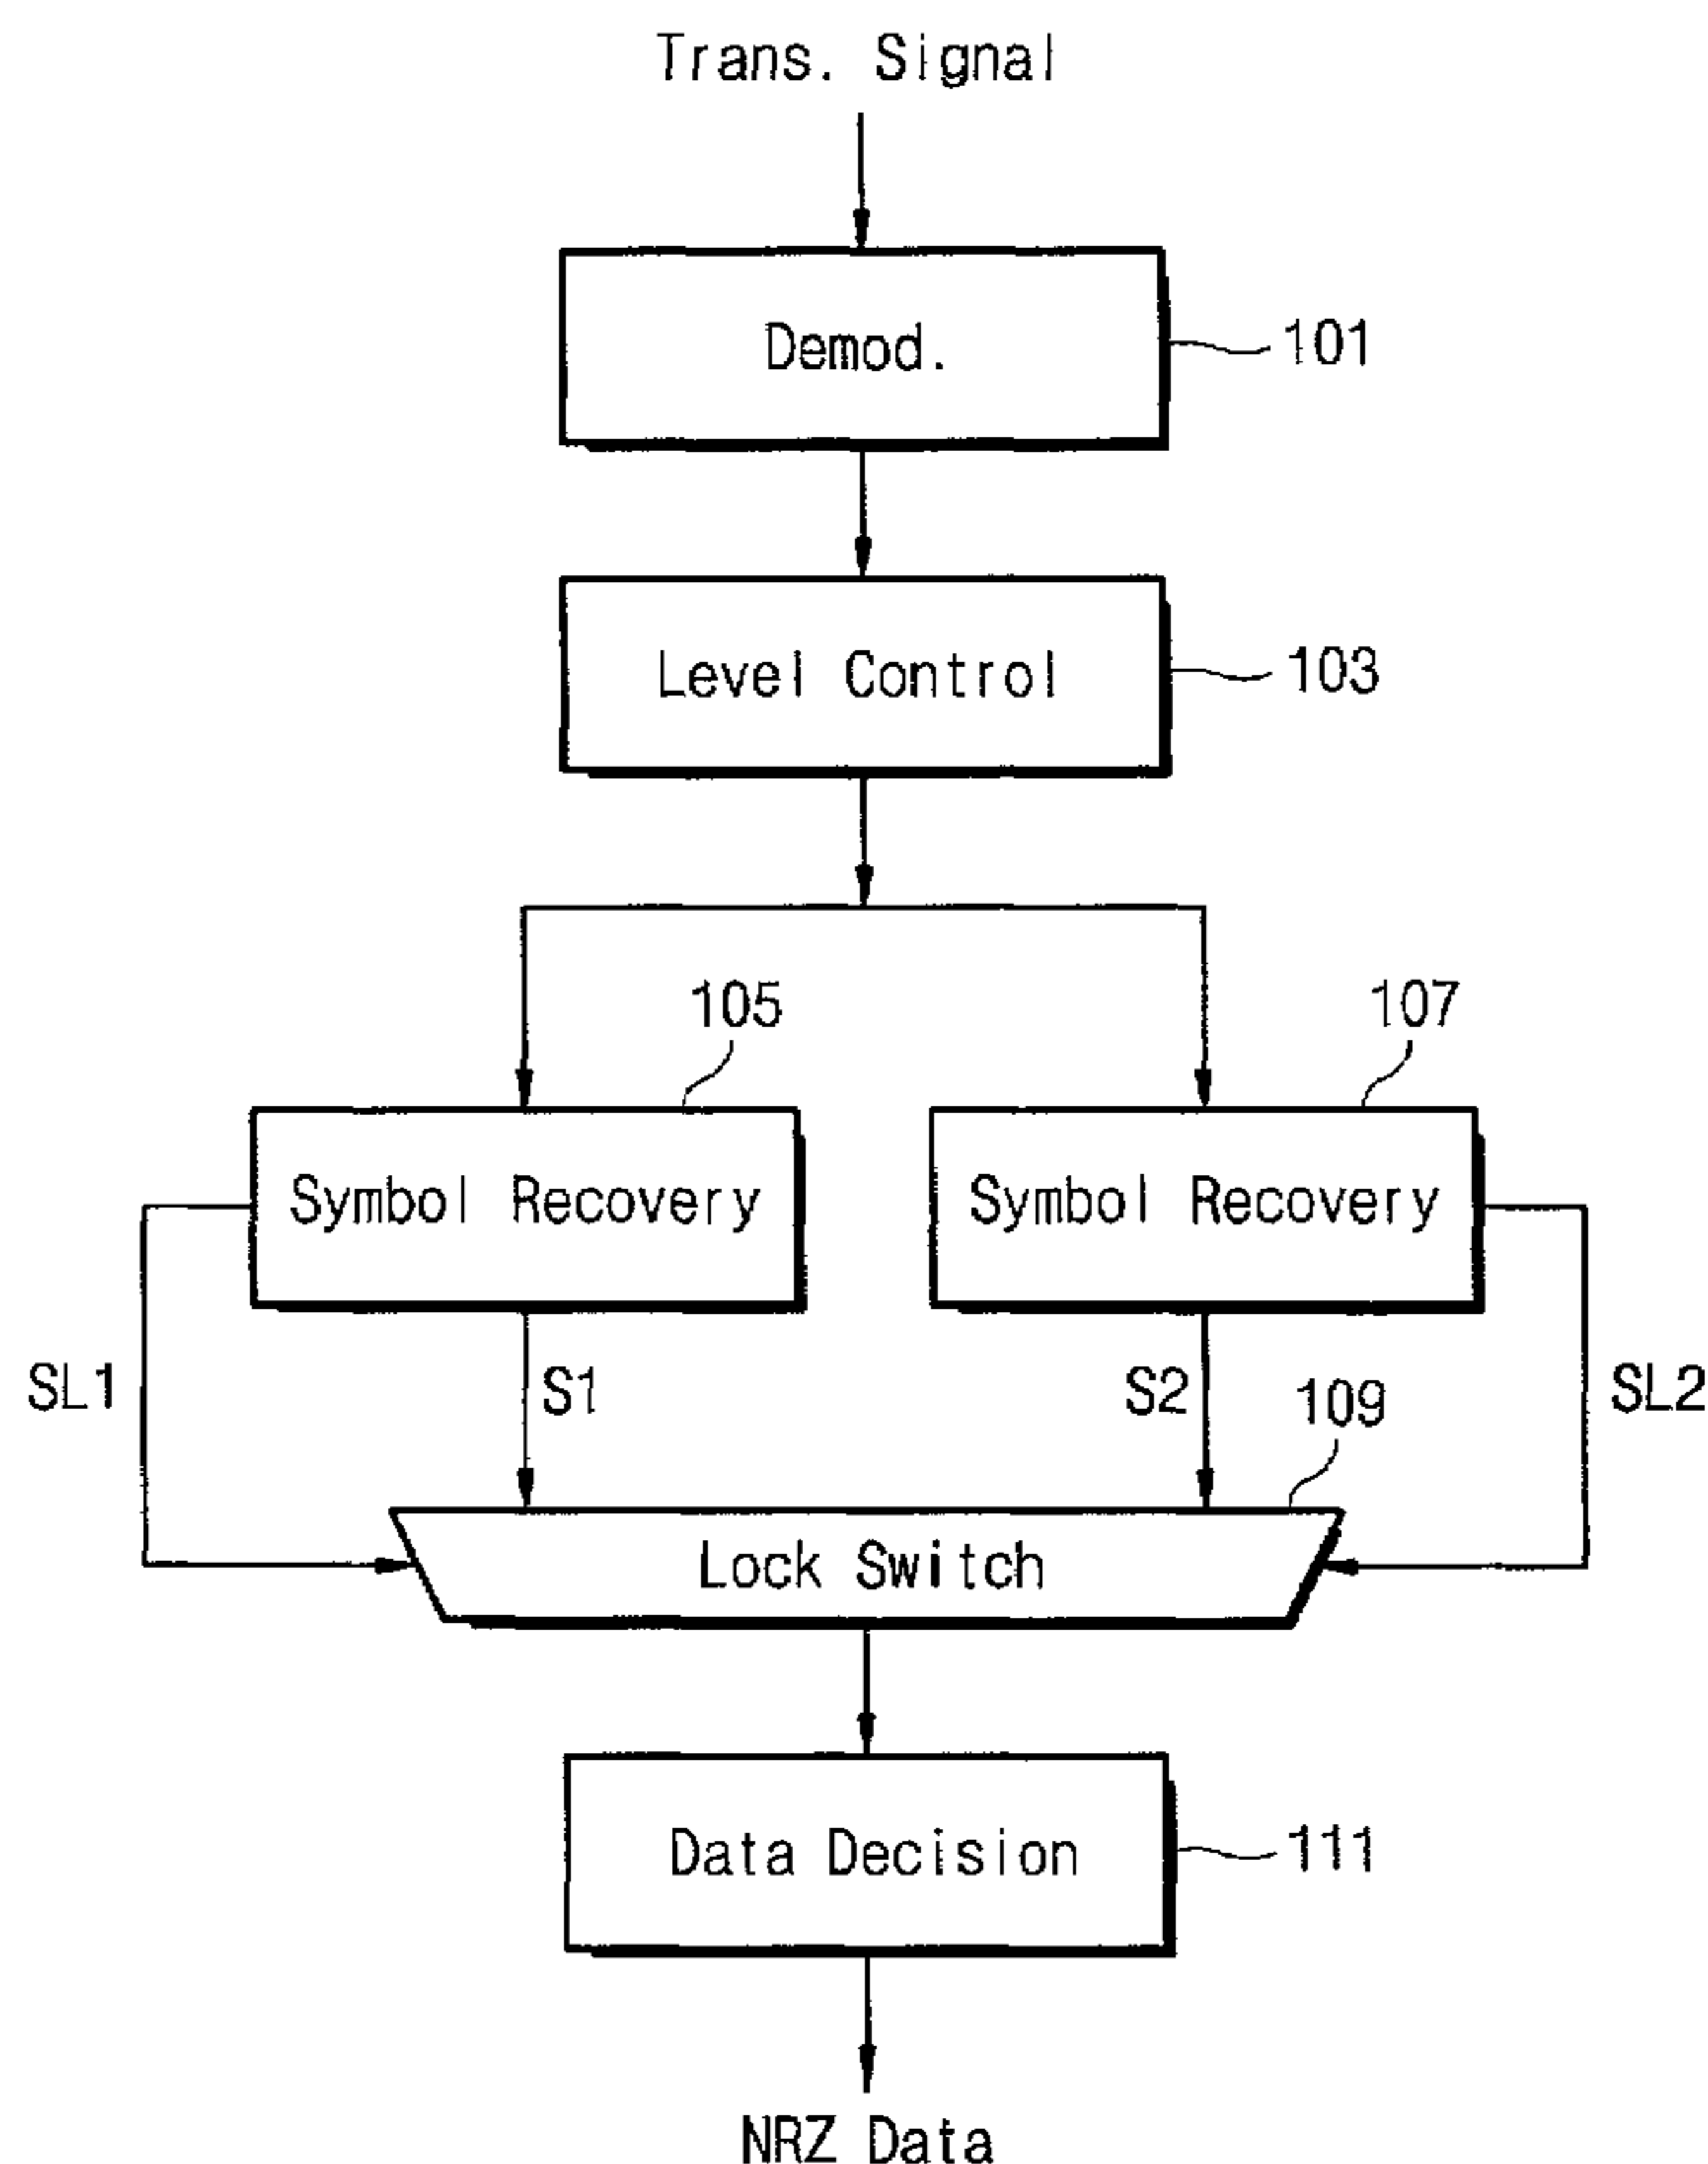 Trans. Signal
Demod.
101
Level Control
103
105
107
Symbol Recovery
Symbol Recovery
SL1
S1
S2
109
SL2
Lock Switch
Data Decision
111
NRZ Data